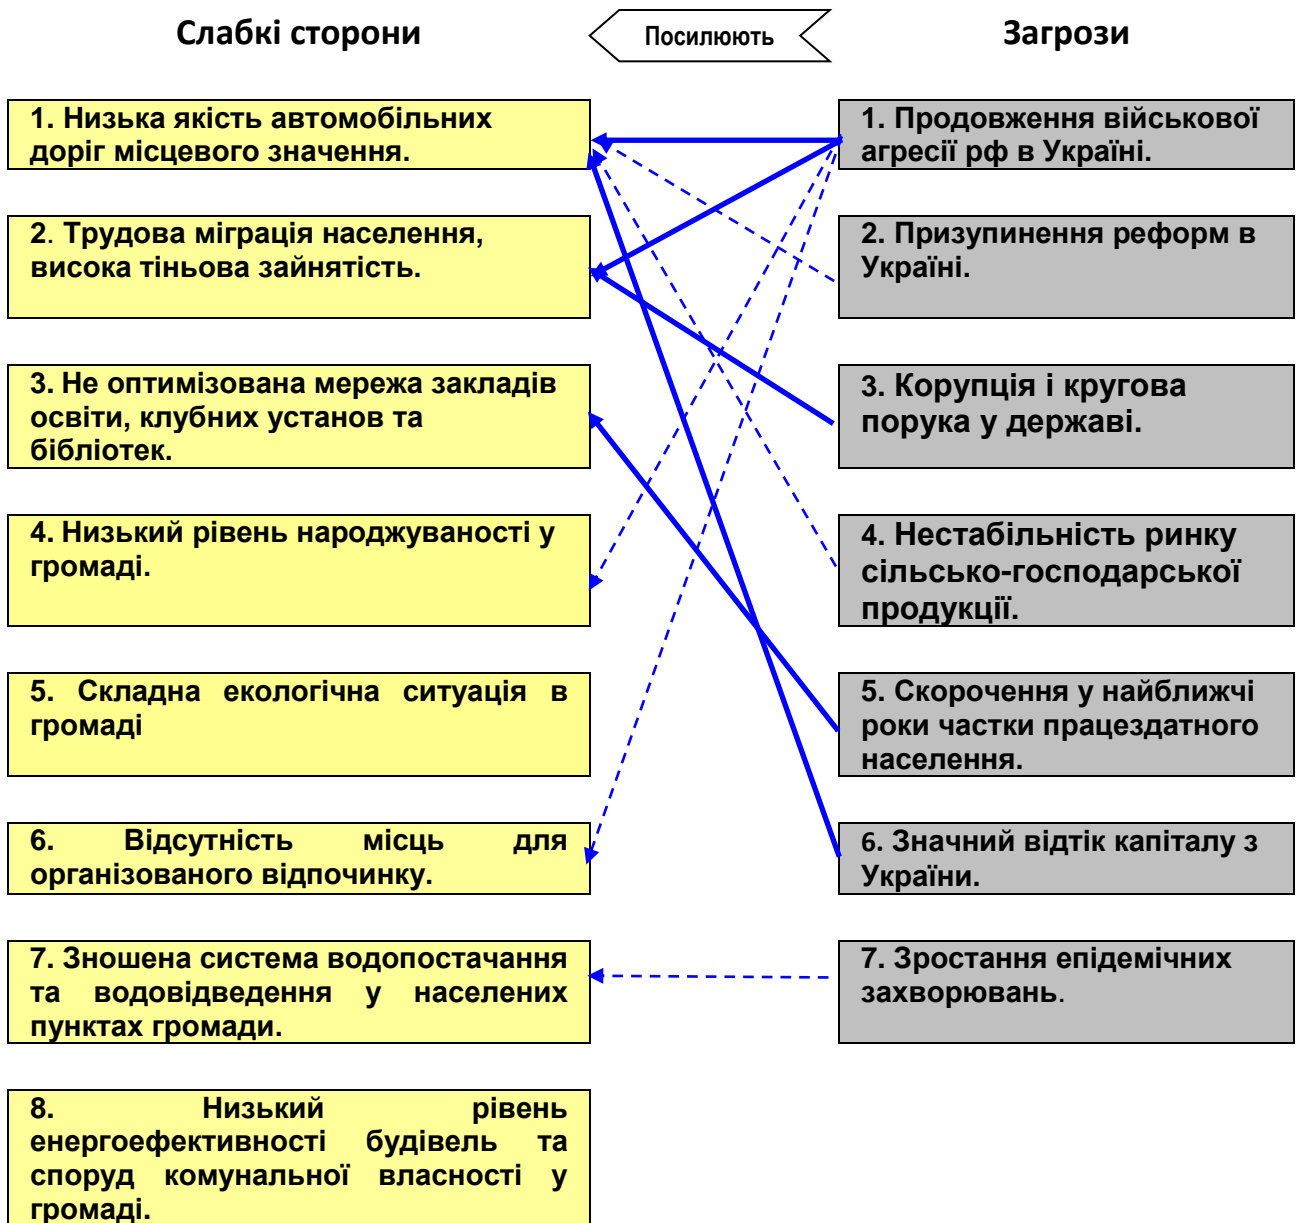 Слабкі сторони
Посилюють
Загрози
1. Низька якість автомобільних
доріг місцевого значення.
1. Продовження військової
агресії рф в Україні.
2. Трудова міграція населення,
висока тіньова зайнятість.
2. Призупинення реформ в
Україні.
3. Не оптимізована мережа закладів
освіти, клубних установ та
бібліотек.
3. Корупція і кругова
порука у державі.
4. Низький рівень народжуваності у
громаді.
4. Нестабільність ринку
сільсько-господарської
продукції.
5. Складна екологічна ситуація в
громаді
5. Скорочення у найближчі
роки частки працездатного
населення.
6. Відсутність місць для
організованого відпочинку.
6. Значний відтік капіталу з
України.
7. Зношена система водопостачання
та водовідведення у населених
пунктах громади.
7. Зростання епідемічних
захворювань.
8. Низький рівень
енергоефективності будівель та
споруд комунальної власності у
громаді.